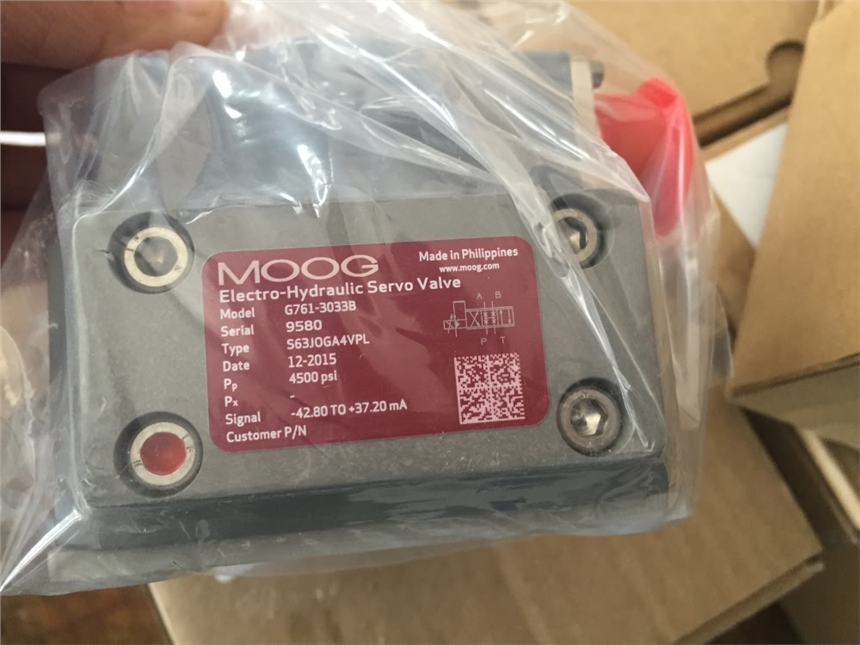 MOOG
Made in Philippines
www.moog.com
Electro-Hydraulic Servo Valve
Model G761-3033B
Serial 9580
Type S63JOGA4VPL
Date 12-2015
Pp 4500 psi
Px -
Signal -42.80 TO +37.20 mA
Customer P/N
A B
P T